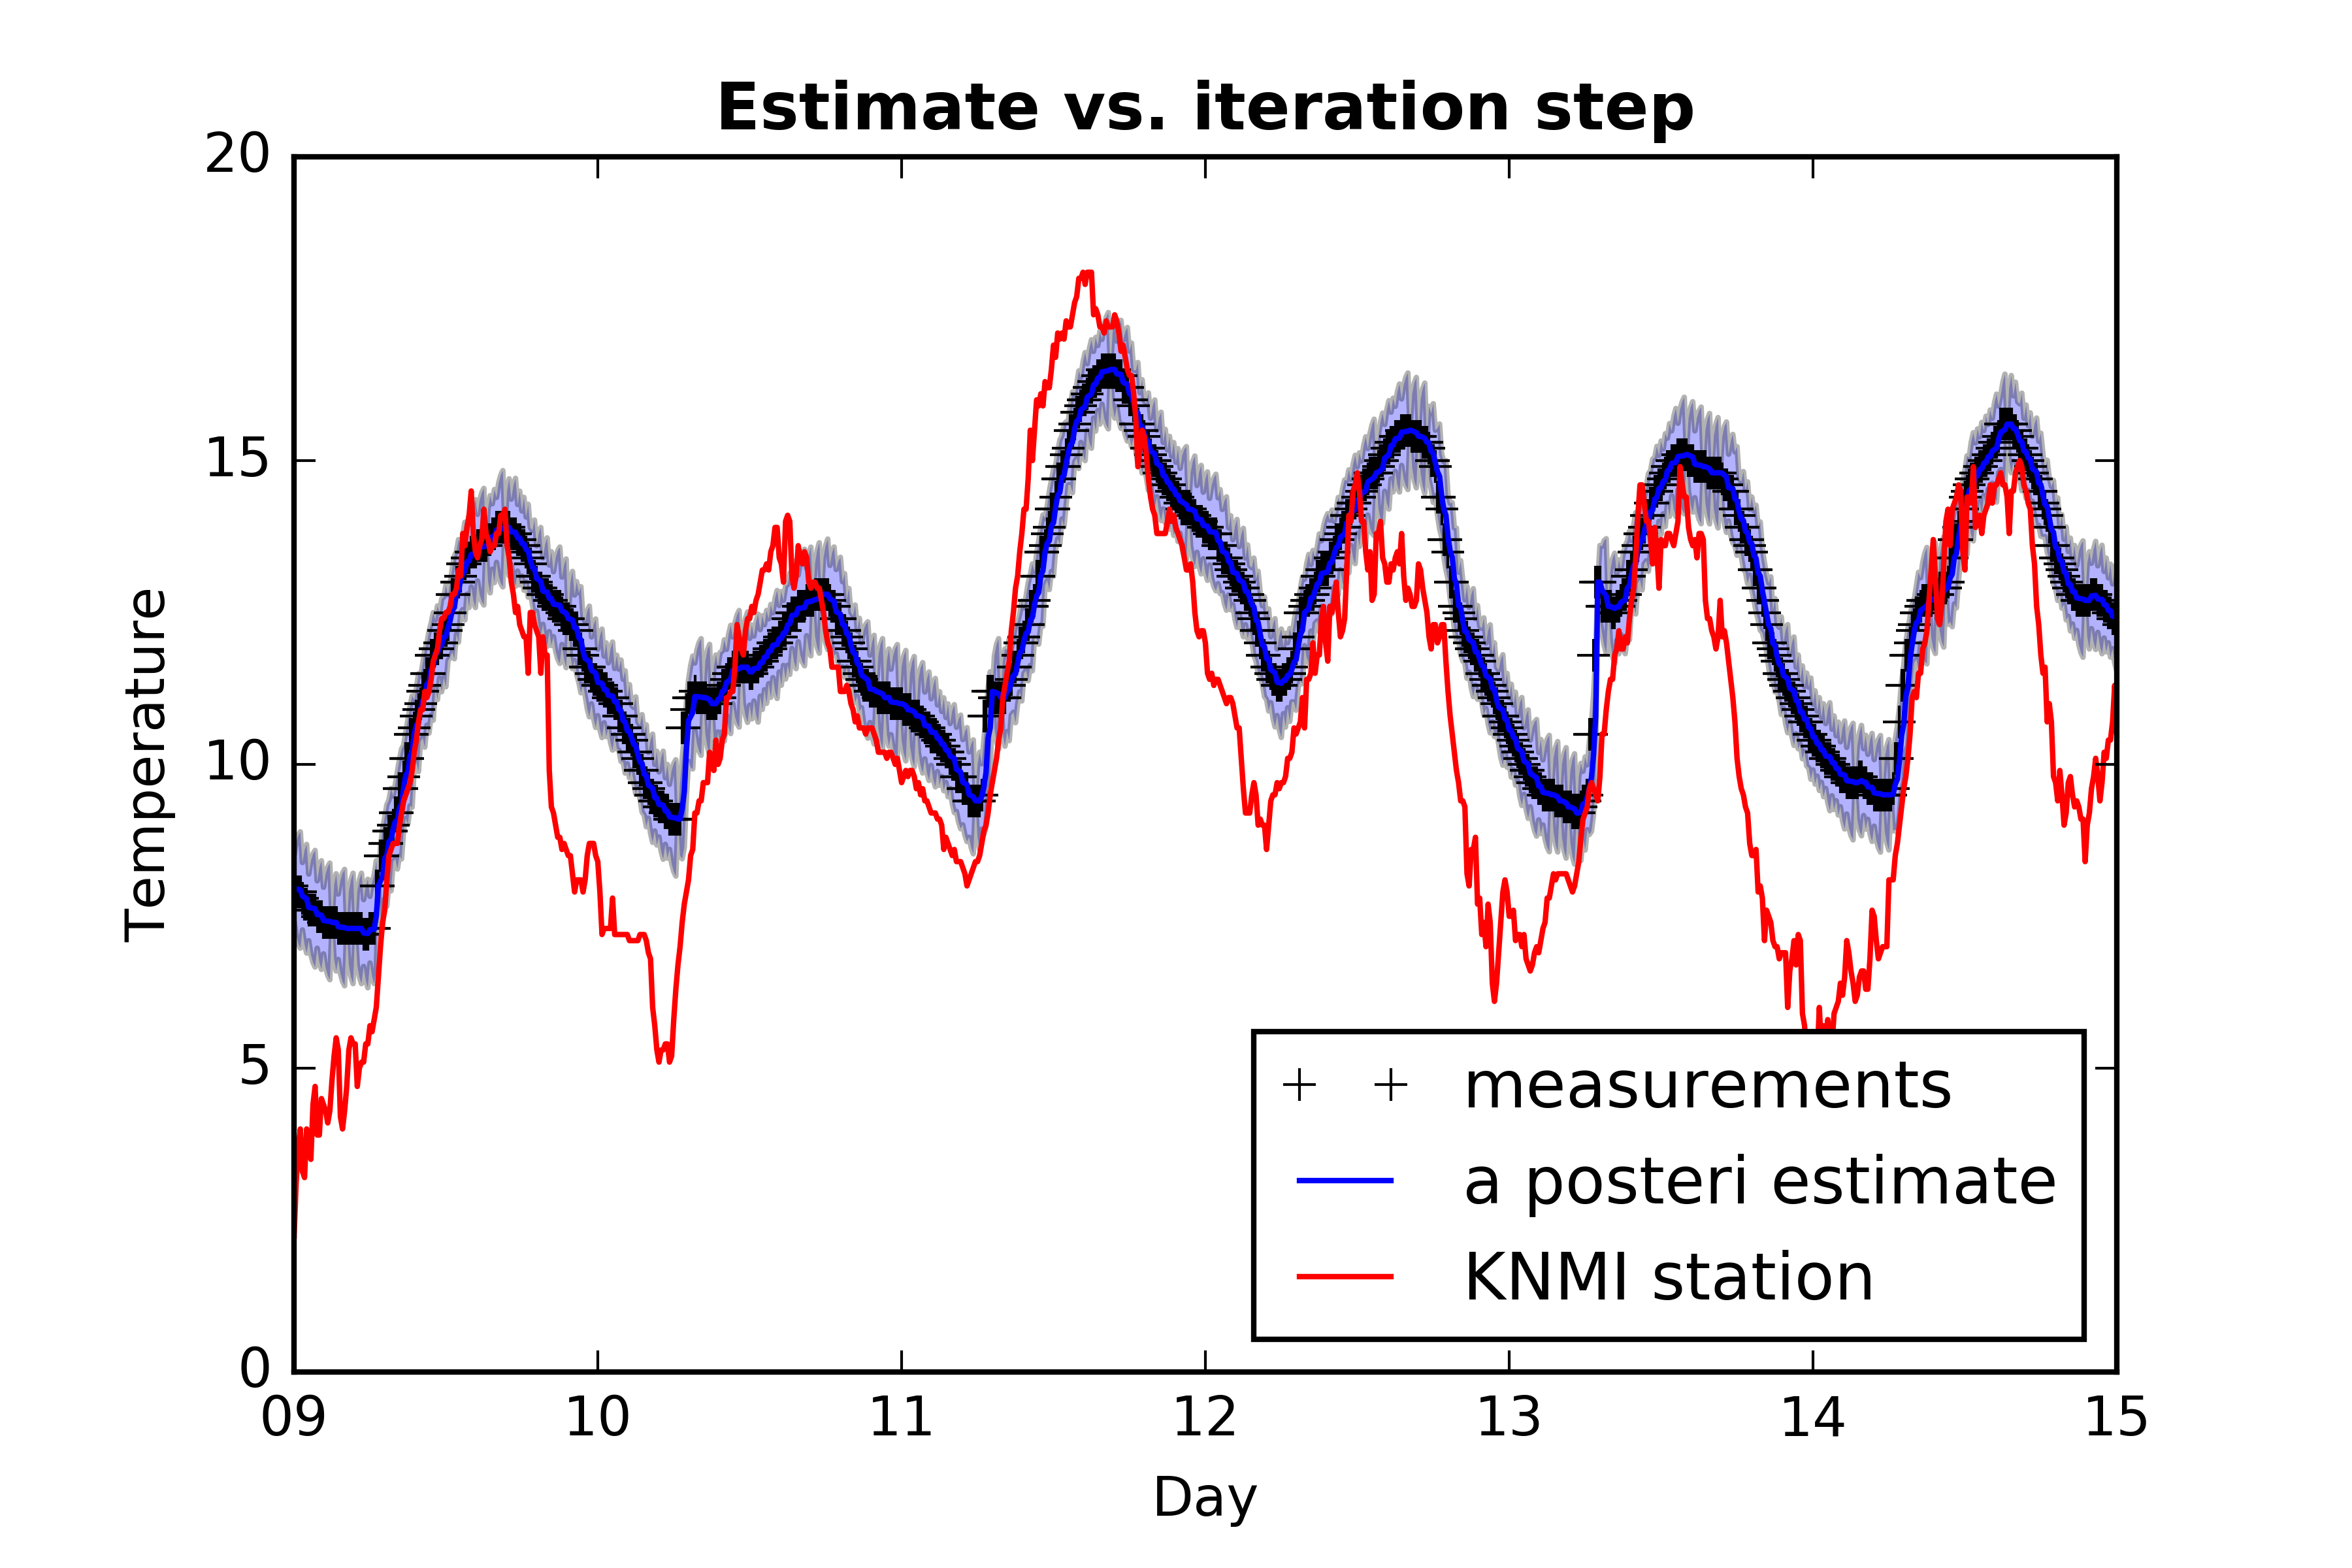 Estimate vs. iteration step
20
15
10
5
0
Temperature
measurements
a posteri estimate
KNMI station
09 10 11 12 13 14 15
Day